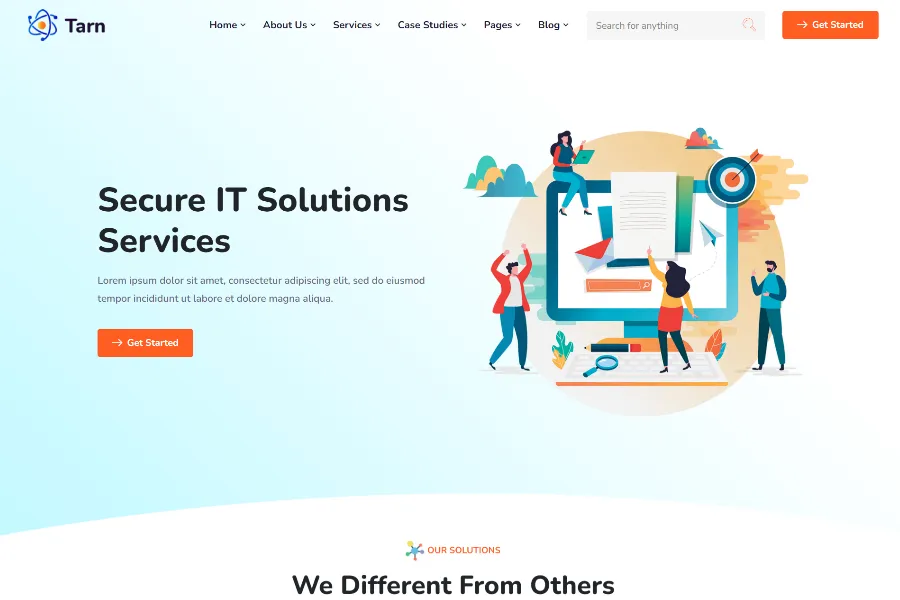 Tarn
Home
About Us
Services
Case Studies
Pages
Blog
Search for anything
Get Started
Secure IT Solutions
Services
Lorem ipsum dolor sit amet, consectetur adipiscing elit, sed do eiusmod
tempor incididunt ut labore et dolore magna aliqua.
Get Started
OUR SOLUTIONS
We Different From Others